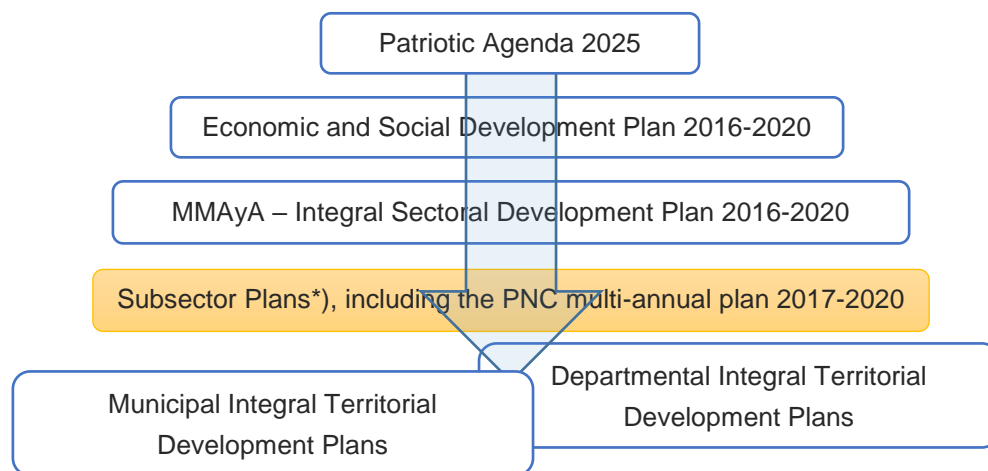 Patriotic Agenda 2025
Economic and Social Development Plan 2016-2020
MMAyA – Integral Sectoral Development Plan 2016-2020
Subsector Plans*), including the PNC multi-annual plan 2017-2020
Municipal Integral Territorial
Development Plans
Departmental Integral Territorial
Development Plans